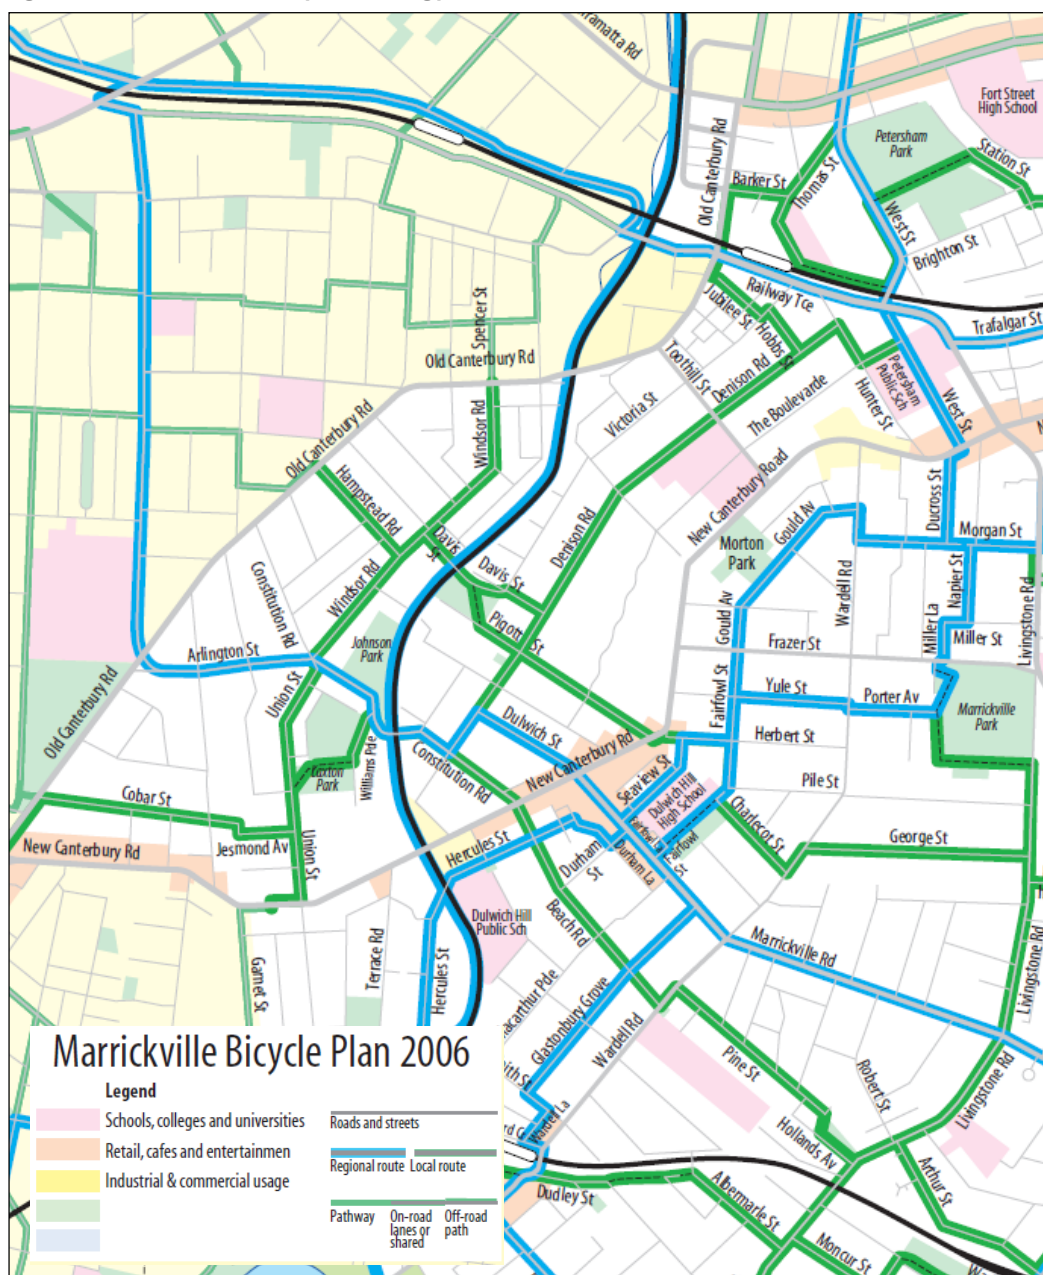 Fort Street
High School
Petersham
Park
Station St
Old Canterbury Rd
Barker St
Thomas St
West St
Brighton St
Railway Tce
Trafalgar St
Jubilee St
Hobbs St
Spencer St
Old Canterbury Rd
Toothill St
Denison Rd
Petersham
Public Sch
The Boulevarde
Hunter St
West St
Victoria St
Windsor Rd
Old Canterbury Rd
New Canterbury Road
Hampstead Rd
Ducross St
Gould Av
Morgan St
Davis
St
Denison Rd
Morton
Park
Davis St
Windsor Rd
Constitution Rd
Wardell Rd
Napier St
Miller La
Livingstone Rd
Pigott St
Gould Av
Miller St
Frazer St
Johnson
Park
Arlington St
Union St
Yule St
Porter Av
Fairfowl St
Marrickville
Park
Old Canterbury Rd
Dulwich St
Herbert St
New Canterbury Rd
Constitution Rd
Williams Pde
Laxton
Park
Seaview St
Pile St
Dulwich Hill
High School
Cobar St
Charlecot St
George St
Jesmond Av
Union St
New Canterbury Rd
Hercules St
Fairfowl La
Fairfowl
St
Durham
St
Durham La
Dulwich Hill
Public Sch
Beach Rd
Marrickville Rd
Livingstone Rd
Terrace Rd
Hercules St
Garnet St
Glastonbury Grove
Wardell Rd
Pine St
Robert St
Livingstone Rd
Wardell La
Hollands Av
Arthur St
Dudley St
Albermarle St
Moncur St
Marrickville Bicycle Plan 2006
Legend
Schools, colleges and universities
Retail, cafes and entertainmen
Industrial & commercial usage
Roads and streets
Regional route Local route
Pathway
On-road
lanes or
shared
Off-road
path